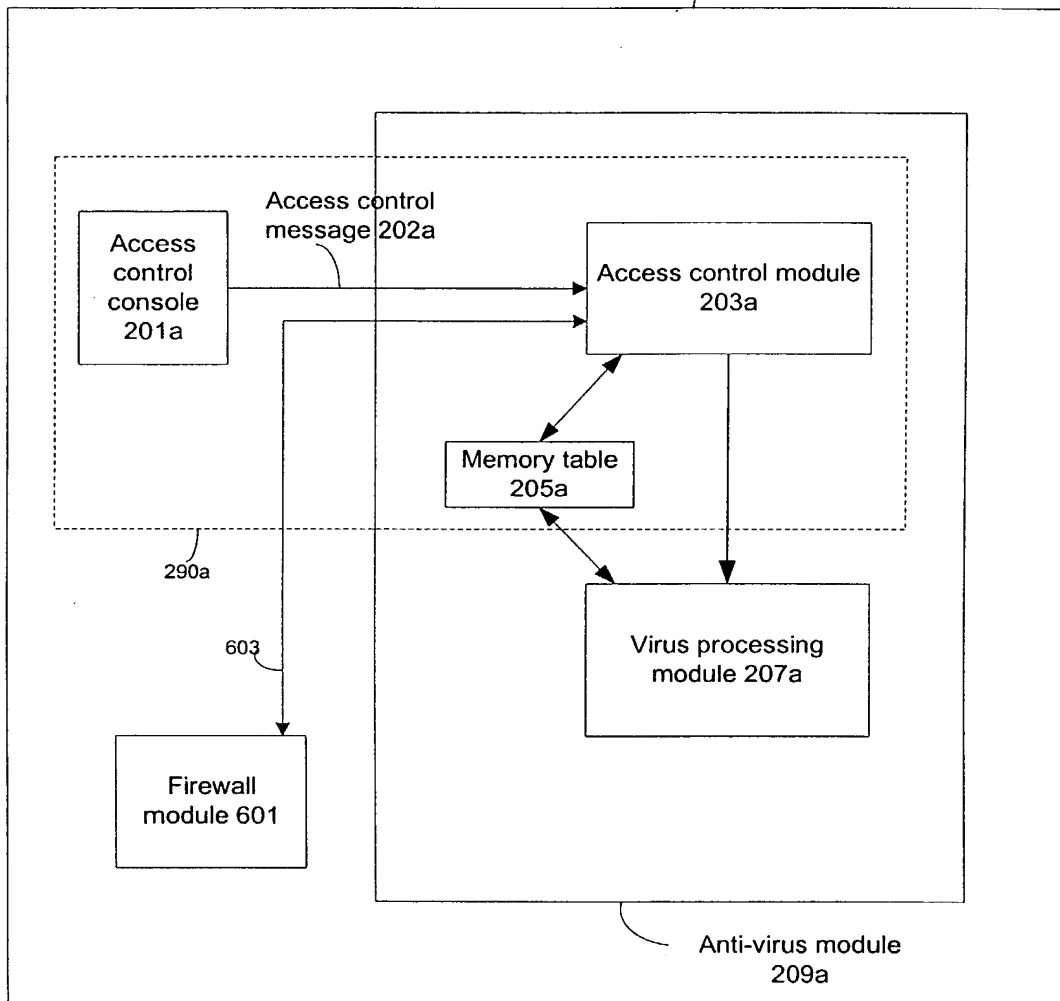 Access control
message 202a
Access
control
console
201a
Access control module
203a
Memory table
205a
290a
Virus processing
module 207a
603
Firewall
module 601
Anti-virus module
209a